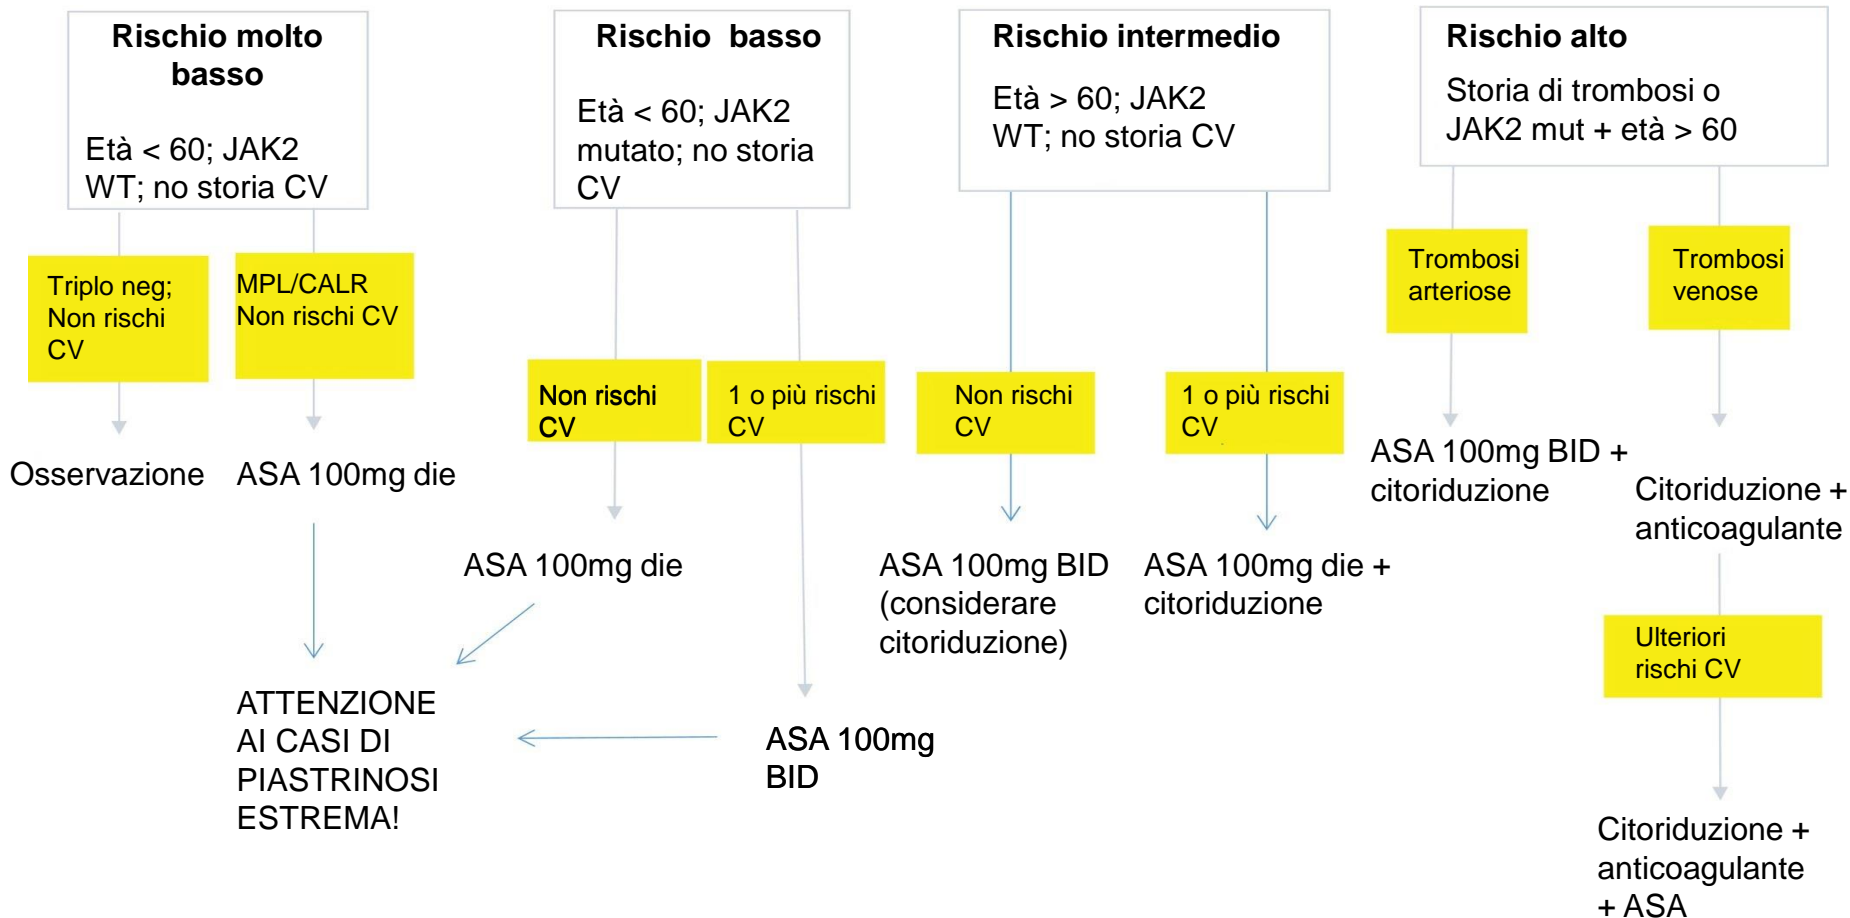 Rischio molto
basso
Età < 60; JAK2
WT; no storia CV
Triplo neg;
Non rischi
CV
MPL/CALR
Non rischi CV
Osservazione
ASA 100mg die
Rischio  basso
Età < 60; JAK2
mutato; no storia
CV
Non rischi
CV
1 o più rischi
CV
ASA 100mg die
ASA 100mg
BID
ATTENZIONE
AI CASI DI
PIASTRINOSI
ESTREMA!
Rischio intermedio
Età > 60; JAK2
WT; no storia CV
Non rischi
CV
1 o più rischi
CV
ASA 100mg BID
(considerare
citoriduzione)
ASA 100mg die +
citoriduzione
Rischio alto
Storia di trombosi o
JAK2 mut + età > 60
Trombosi
arteriose
Trombosi
venose
ASA 100mg BID +
citoriduzione
Citoriduzione +
anticoagulante
Ulteriori
rischi CV
Citoriduzione +
anticoagulante
+ ASA